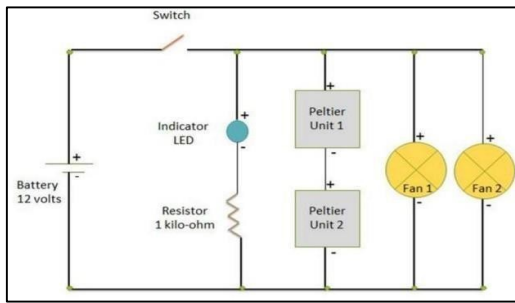 Switch
+
Peltier
Unit 1
-
+
Indicator
LED
-
+
Peltier
Unit 2
-
+
Fan 1
-
+
Fan 2
-
+
-
Battery
12 volts
Resistor
1 kilo-ohm